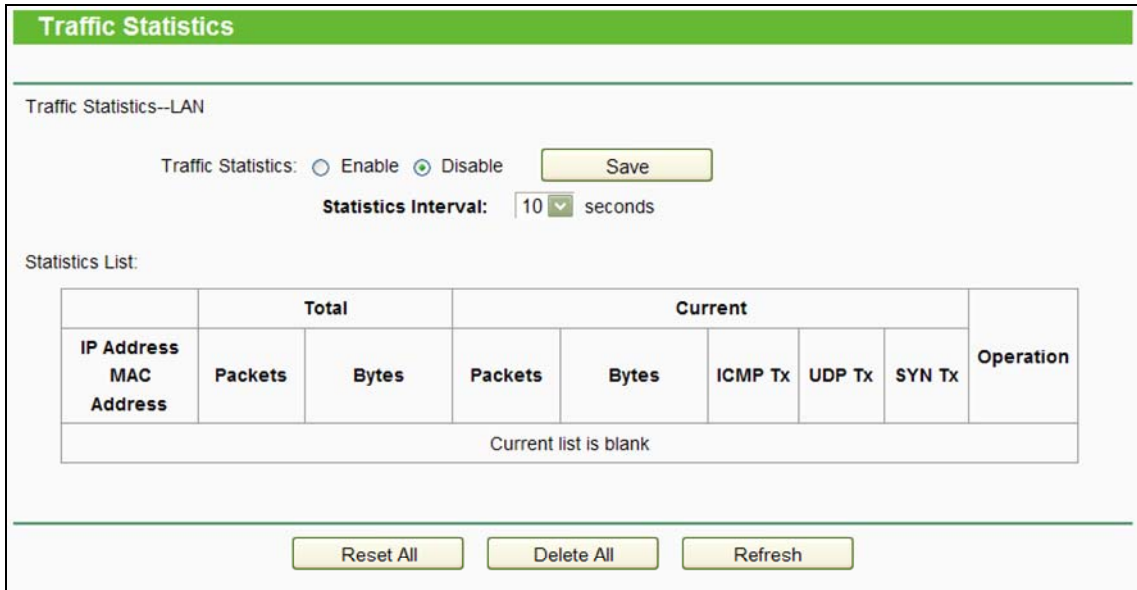 Traffic Statistics
Traffic Statistics--LAN
Traffic Statistics: Enable Disable Save
Statistics Interval: 10 seconds
Statistics List:
Total Current Operation
IP Address MAC Address Packets Bytes Packets Bytes ICMP Tx UDP Tx SYN Tx
Current list is blank
Reset All Delete All Refresh